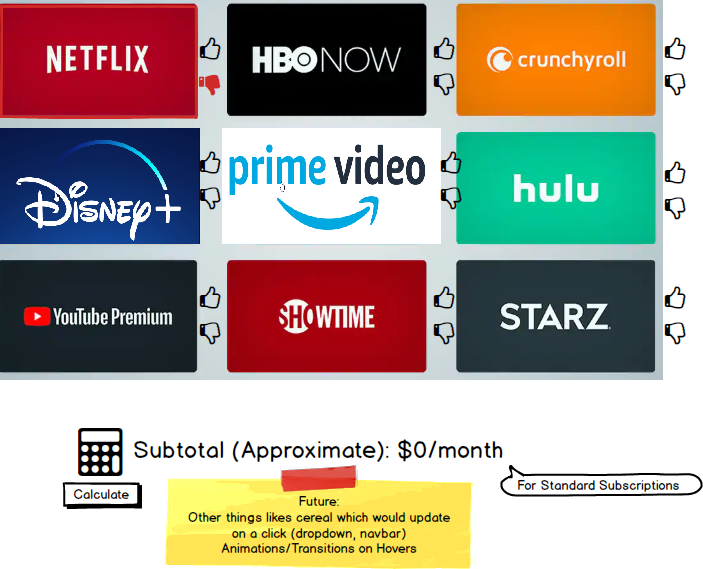 NETFLIX
HBO NOW
crunchyroll
Disney+
prime video
hulu
YouTube Premium
SHOWTIME
STARZ
Subtotal (Approximate): $0/month
Calculate
For Standard Subscriptions
Future:
Other things likes cereal which would update
on a click (dropdown, navbar)
Animations/Transitions on Hovers